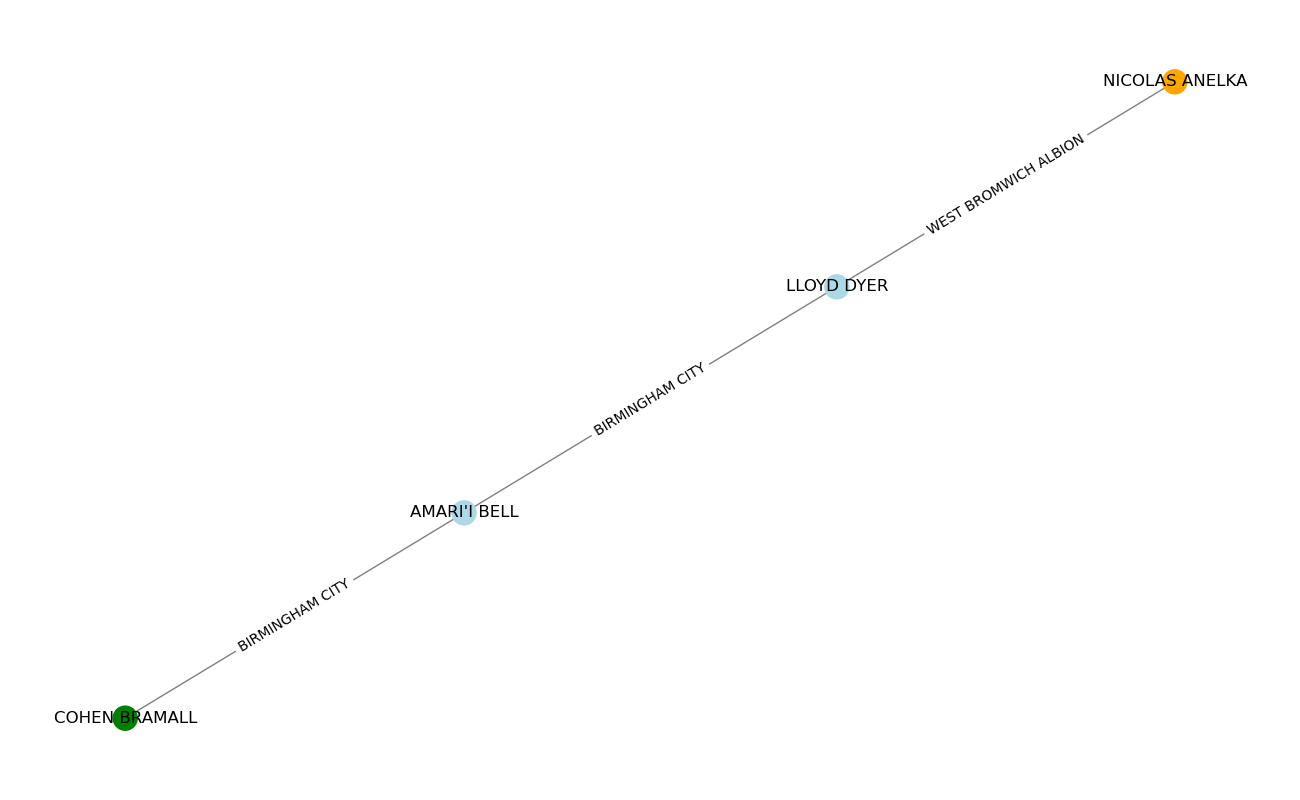 NICOLAS ANELKA
WEST BROMWICH ALBION
LLOYD DYER
BIRMINGHAM CITY
AMARI'I BELL
BIRMINGHAM CITY
COHEN BRAMALL